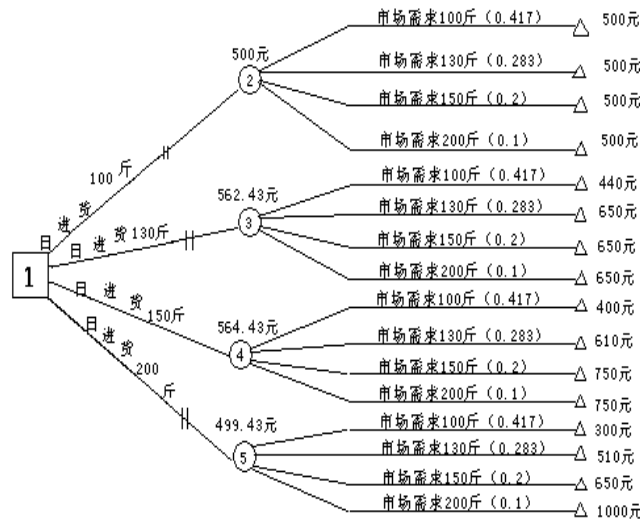 市场需求100斤（0.417） 500元
500元
2
市场需求130斤（0.283） 500元
市场需求150斤（0.2） 500元
市场需求200斤（0.1） 500元
日进货100斤
562.43元
3
市场需求100斤（0.417） 440元
市场需求130斤（0.283） 650元
市场需求150斤（0.2） 650元
市场需求200斤（0.1） 650元
日进货130斤
1
日进货150斤
564.43元
4
市场需求100斤（0.417） 400元
市场需求130斤（0.283） 610元
市场需求150斤（0.2） 750元
市场需求200斤（0.1） 750元
日进货200斤
499.43元
5
市场需求100斤（0.417） 300元
市场需求130斤（0.283） 510元
市场需求150斤（0.2） 650元
市场需求200斤（0.1） 1000元